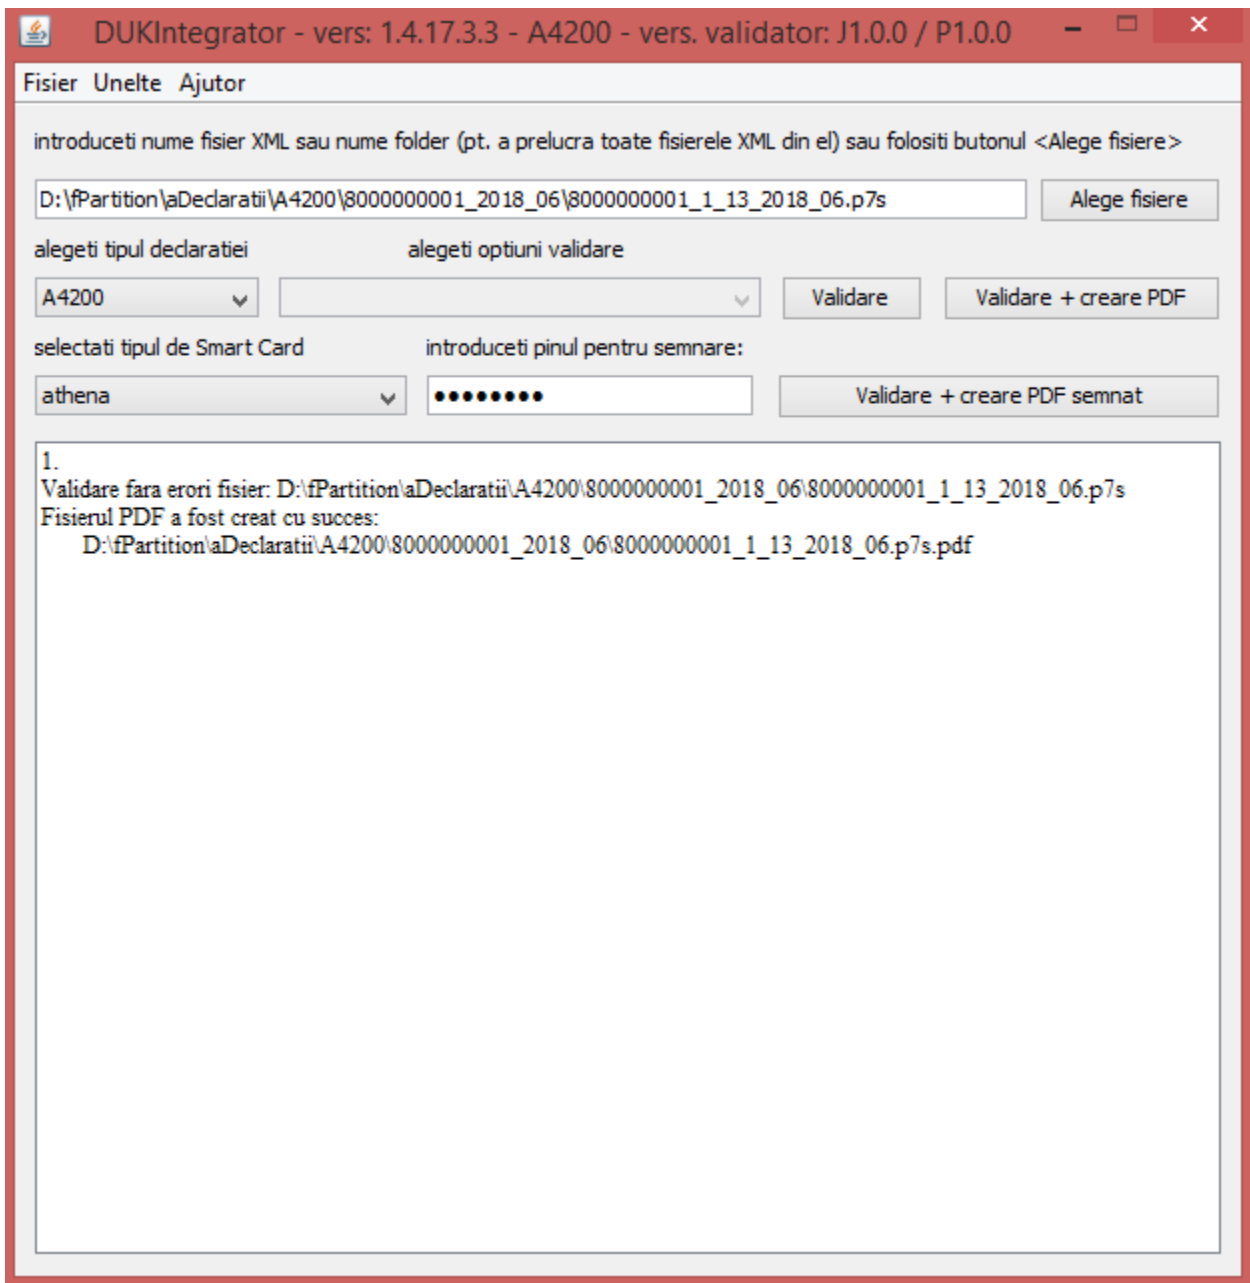 DUKIntegrator - vers: 1.4.17.3.3 - A4200 - vers. validator: J1.0.0 / P1.0.0
Fisier Unelte Ajutor
introduceti nume fisier XML sau nume folder (pt. a prelucra toate fisierele XML din el) sau folositi butonul <Alege fisiere>
D:\fPartition\aDeclaratii\A4200\8000000001_2018_06\8000000001_1_13_2018_06.p7s Alege fisiere
alegeti tipul declaratiei alegeti optiuni validare
A4200 Validare Validare + creare PDF
selectati tipul de Smart Card introduceti pinul pentru semnare:
athena •••••••• Validare + creare PDF semnat
1.
Validare fara erori fisier: D:\fPartition\aDeclaratii\A4200\8000000001_2018_06\8000000001_1_13_2018_06.p7s
Fisierul PDF a fost creat cu succes:
D:\fPartition\aDeclaratii\A4200\8000000001_2018_06\8000000001_1_13_2018_06.p7s.pdf